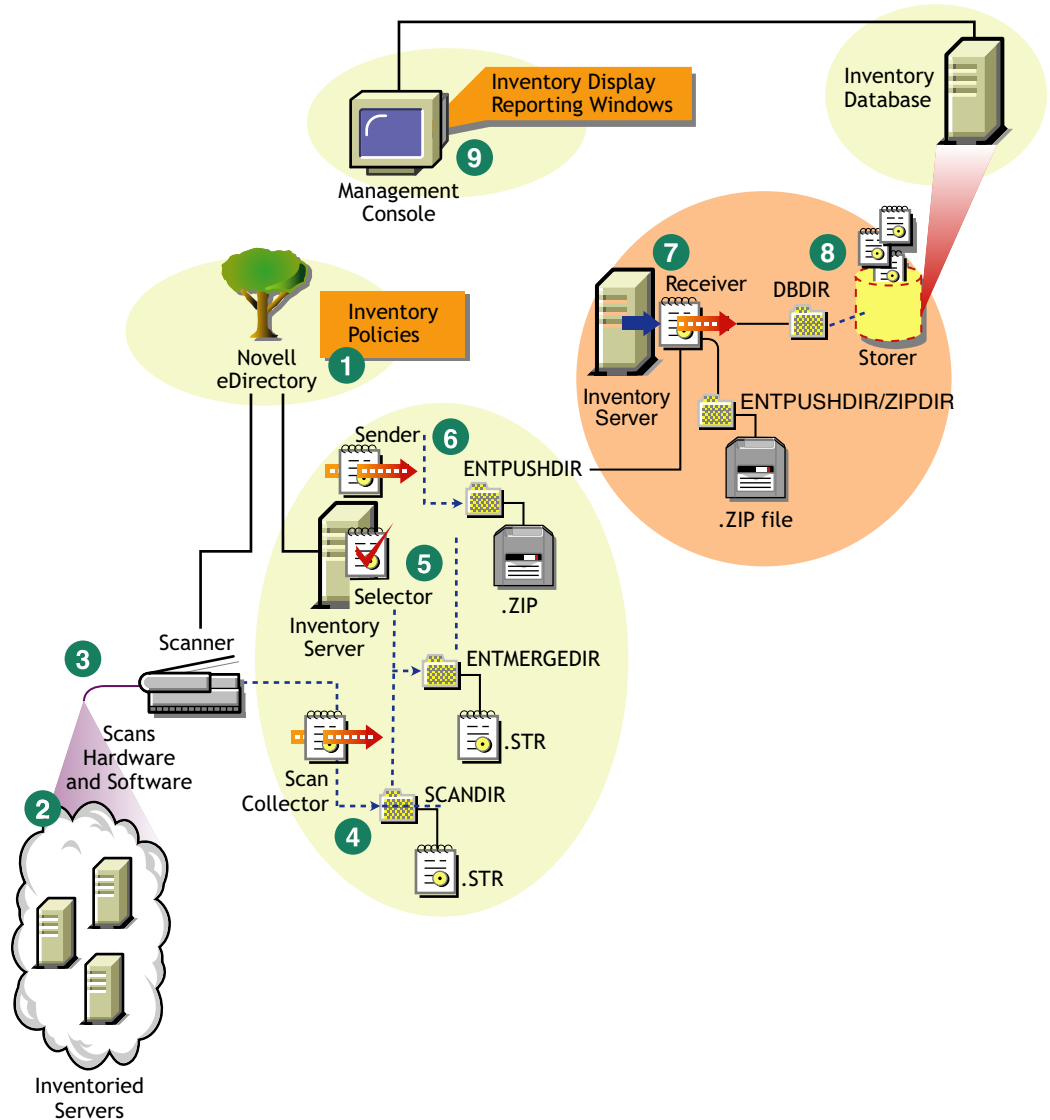 Inventory Display
Reporting Windows
Inventory
Database
9
Management
Console
7
Receiver
8
DBDIR
Storer
Inventory
Server
ENTPUSHDIR/ZIPDIR
.ZIP file
Inventory
Policies
Novell
eDirectory
1
Sender
6
ENTPUSHDIR
.ZIP
5
Selector
Inventory
Server
Scanner
3
ENTMERGEDIR
.STR
Scans
Hardware
and Software
Scan
Collector
SCANDIR
4
.STR
2
Inventoried
Servers